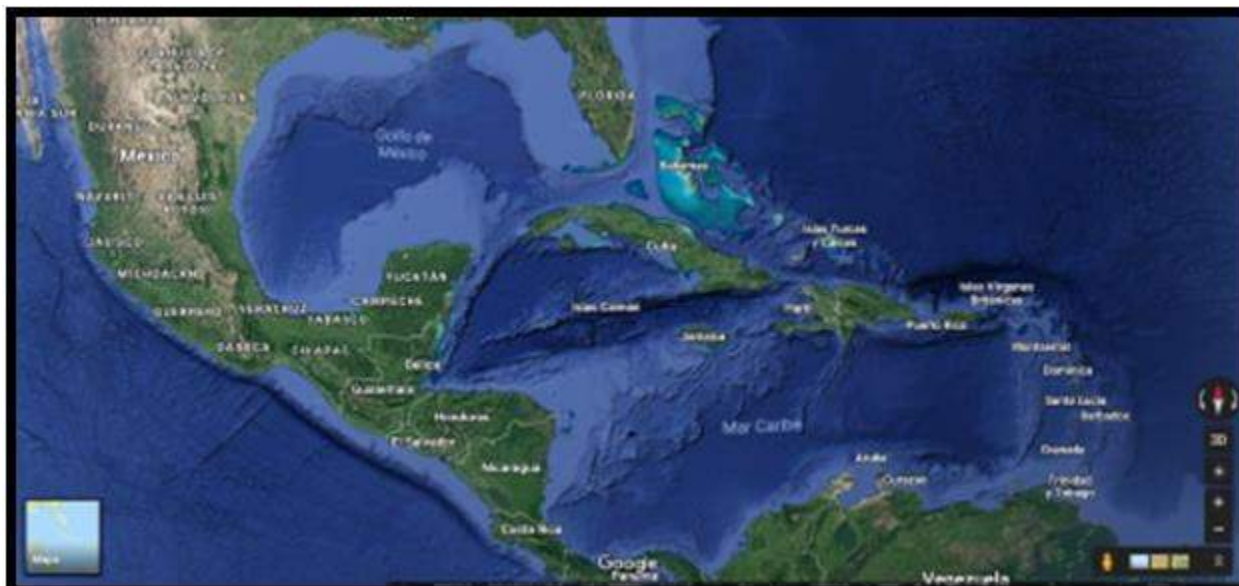 FLORIDA
Golfo de
México
DURANGO
México
Bahamas
NAYARIT
JALISCO
Cuba
Islas Turcas
y Caicos
MICHOACÁN
YUCATÁN
CAMPECHE
Islas Caimán
Haití
Islas Vírgenes
Británicas
GUERRERO
VERACRUZ
TABASCO
Puerto Rico
Jamaica
OAXACA
CHIAPAS
Montserrat
Belice
Dominica
Guatemala
Santa Lucía
Honduras
Barbados
Mar Caribe
El Salvador
Nicaragua
Granada
Aruba
Curazao
Trinidad
y Tobago
3D
Costa Rica
Mapa
Google
Panamá
Venezuela